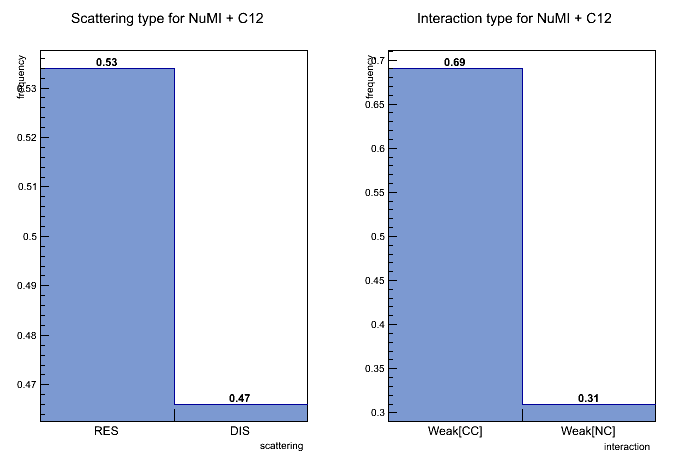 Scattering type for NuMI + C12
frequency
0.53
0.53
0.52
0.51
0.5
0.49
0.48
0.47
0.47
RES
DIS
scattering
Interaction type for NuMI + C12
frequency
0.7
0.69
0.65
0.6
0.55
0.5
0.45
0.4
0.35
0.3
0.31
Weak[CC]
Weak[NC]
interaction